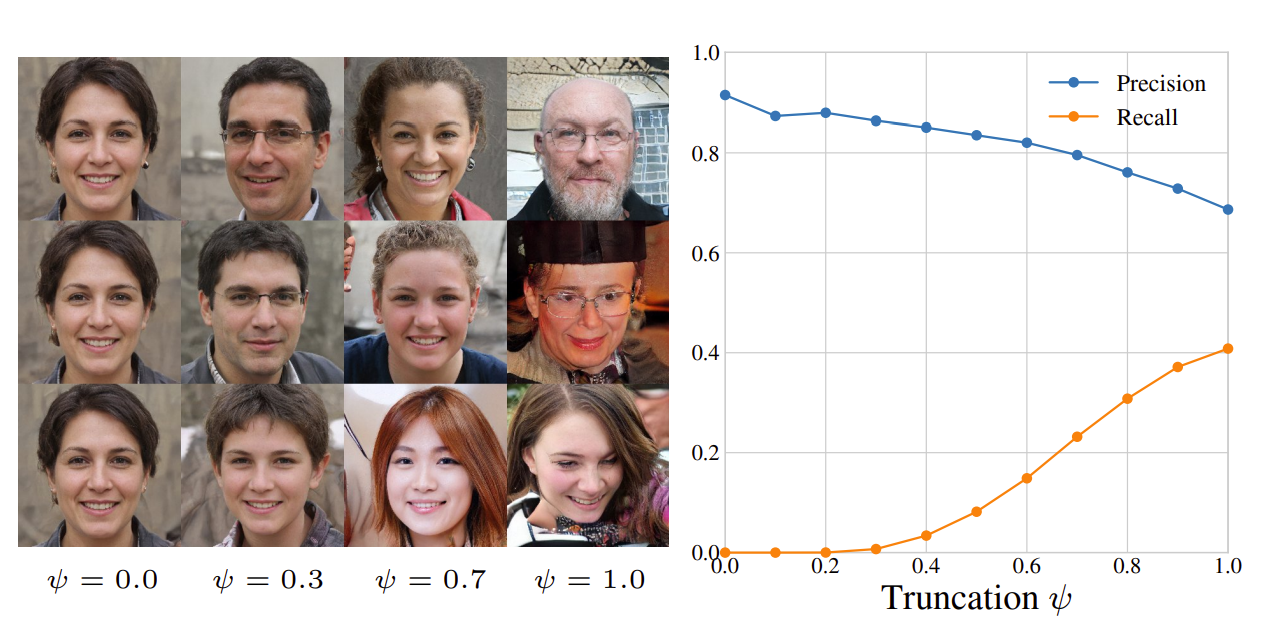 ψ = 0.0 ψ = 0.3 ψ = 0.7 ψ = 1.0
1.0
0.8
0.6
0.4
0.2
0.0
Precision
Recall
0.0 0.2 0.4 0.6 0.8 1.0
Truncation ψ